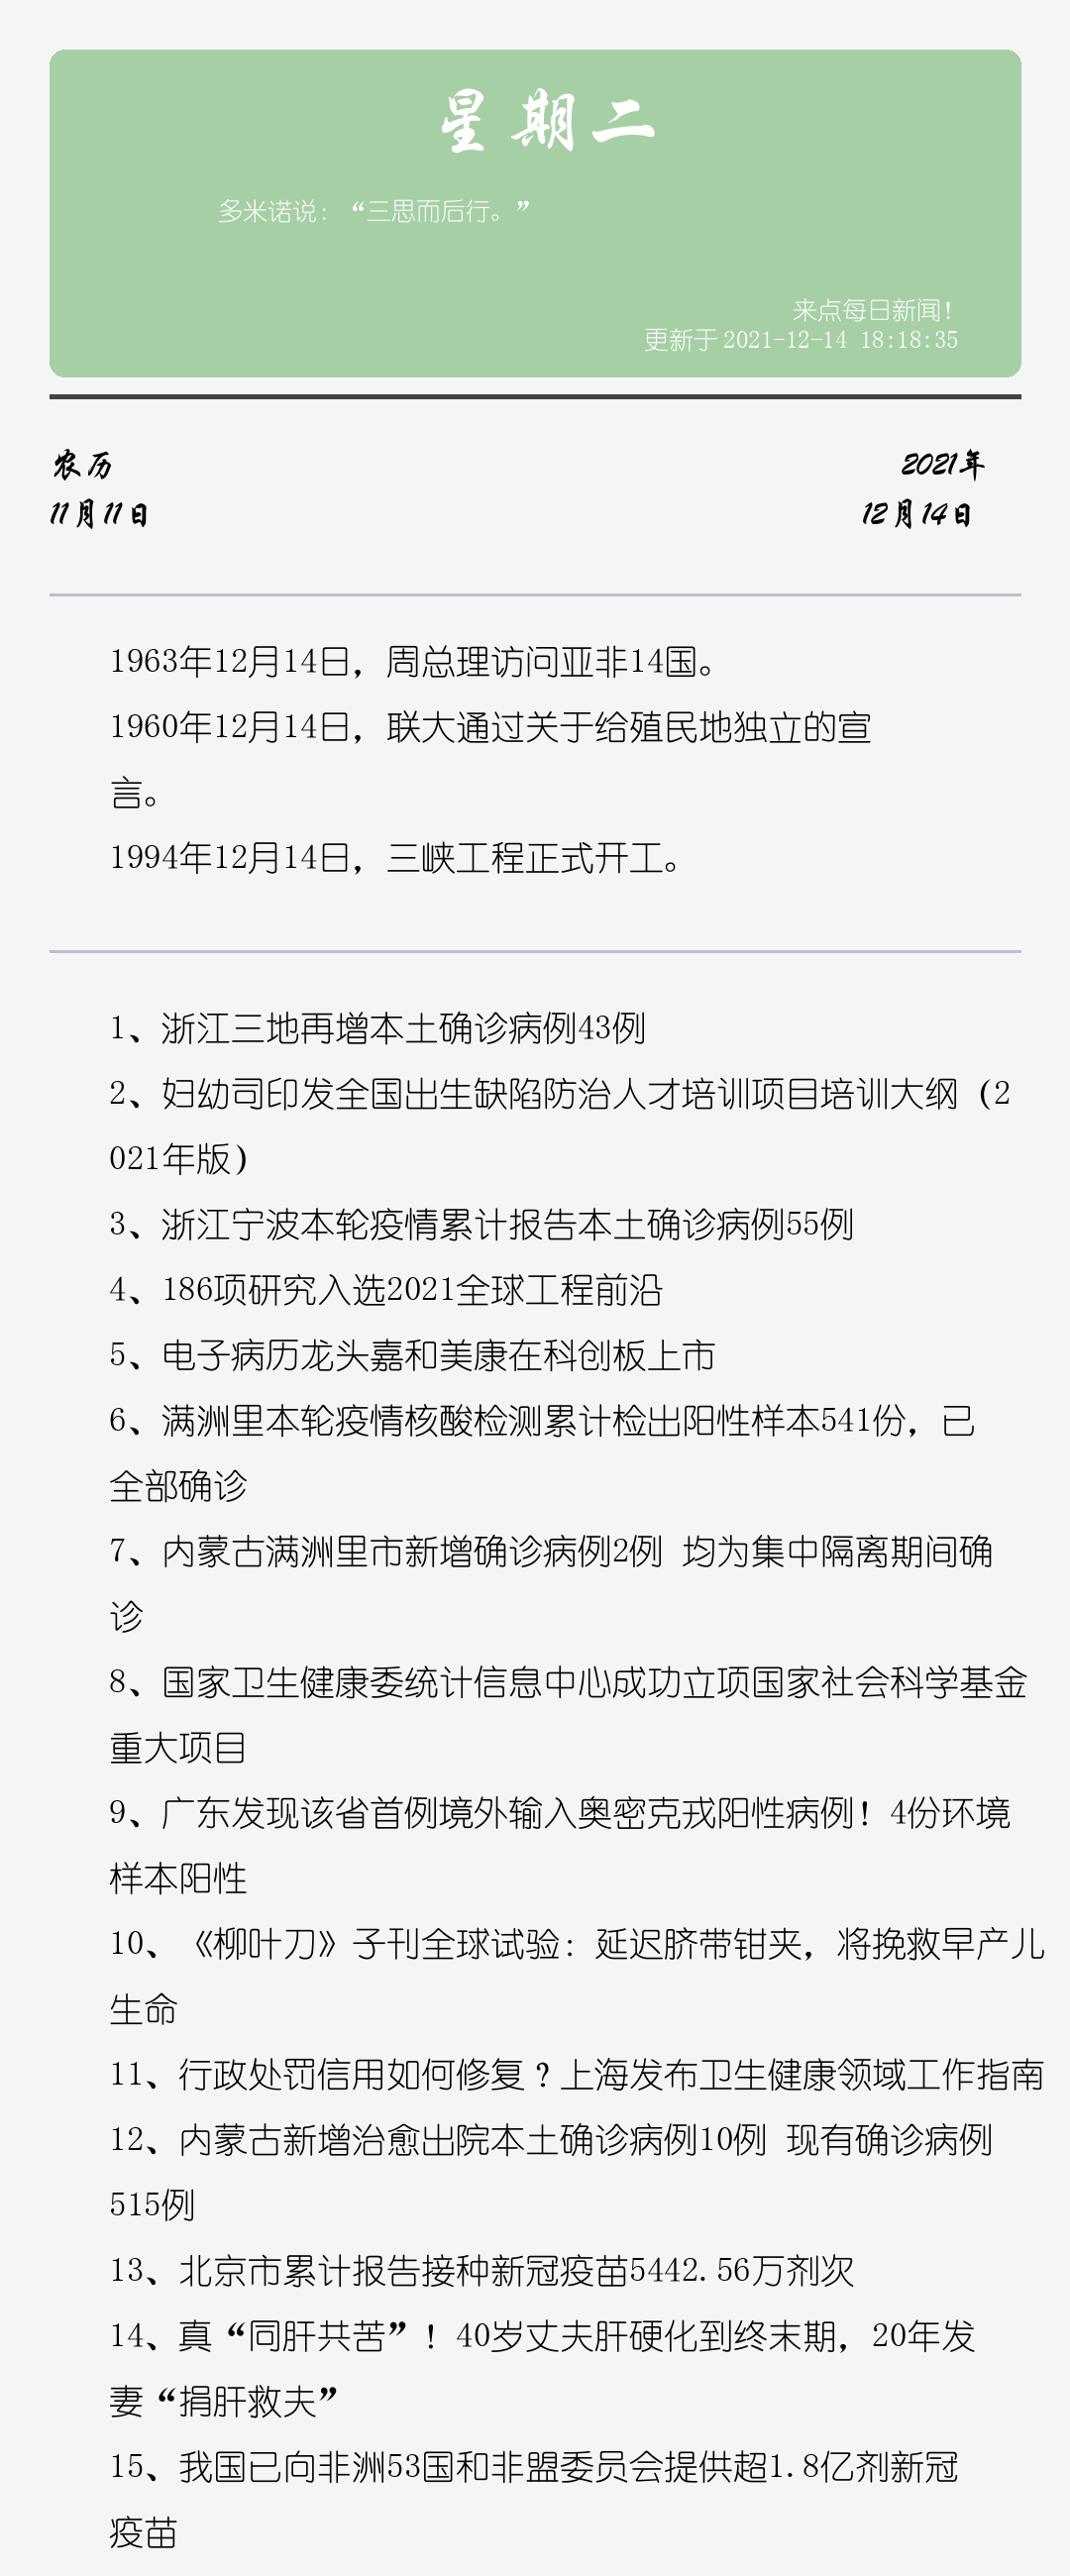 星期二
多米诺说：“三思而后行。”
来点每日新闻！
更新于 2021-12-14 18:18:35
农历
2021年
11月11日
12月14日
1963年12月14日，周总理访问亚非14国。
1960年12月14日，联大通过关于给殖民地独立的宣
言。
1994年12月14日，三峡工程正式开工。
1、浙江三地再增本土确诊病例43例
2、妇幼司印发全国出生缺陷防治人才培训项目培训大纲（2
021年版）
3、浙江宁波本轮疫情累计报告本土确诊病例55例
4、186项研究入选2021全球工程前沿
5、电子病历龙头嘉和美康在科创板上市
6、满洲里本轮疫情核酸检测累计检出阳性样本541份，已
全部确诊
7、内蒙古满洲里市新增确诊病例2例 均为集中隔离期间确
诊
8、国家卫生健康委统计信息中心成功立项国家社会科学基金
重大项目
9、广东发现该省首例境外输入奥密克戎阳性病例！4份环境
样本阳性
10、《柳叶刀》子刊全球试验：延迟脐带钳夹，将挽救早产儿
生命
11、行政处罚信用如何修复？上海发布卫生健康领域工作指南
12、内蒙古新增治愈出院本土确诊病例10例 现有确诊病例
515例
13、北京市累计报告接种新冠疫苗5442.56万剂次
14、真“同肝共苦”！40岁丈夫肝硬化到终末期，20年发
妻“捐肝救夫”
15、我国已向非洲53国和非盟委员会提供超1.8亿剂新冠
疫苗